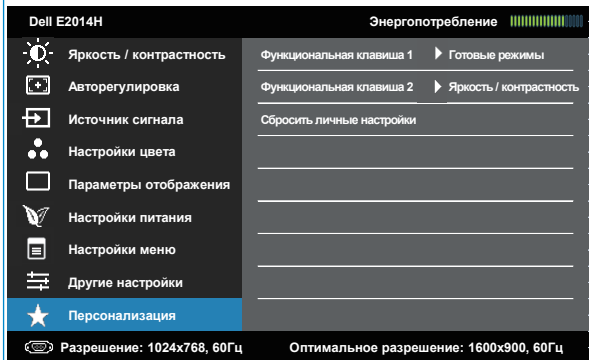 Dell E2014H Энергопотребление
Яркость / контрастность Функциональная клавиша 1 Готовые режимы
Авторегулировка Функциональная клавиша 2 Яркость / контрастность
Источник сигнала Сбросить личные настройки
Настройки цвета
Параметры отображения
Настройки питания
Настройки меню
Другие настройки
Персонализация
Разрешение: 1024x768, 60Гц Оптимальное разрешение: 1600x900, 60Гц